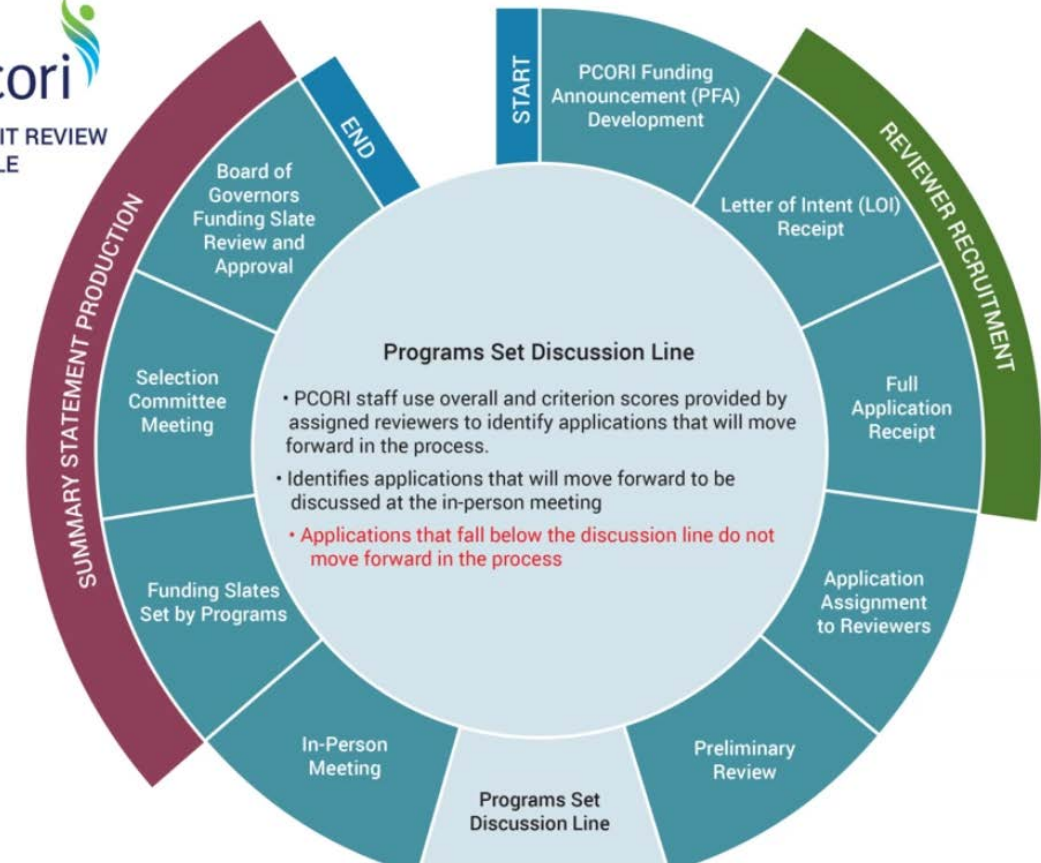 cori
IT REVIEW
LE
START
PCORI Funding
Announcement (PFA)
Development
REVIEWER RECRUITMENT
Letter of Intent (LOI)
Receipt
Full
Application
Receipt
Application
Assignment
to Reviewers
Preliminary
Review
Programs Set
Discussion Line
In-Person
Meeting
Funding Slates
Set by Programs
Selection
Committee
Meeting
Board of
Governors
Funding Slate
Review and
Approval
SUMMARY STATEMENT PRODUCTION
END
Programs Set Discussion Line
• PCORI staff use overall and criterion scores provided by
assigned reviewers to identify applications that will move
forward in the process.
• Identifies applications that will move forward to be
discussed at the in-person meeting
• Applications that fall below the discussion line do not
move forward in the process